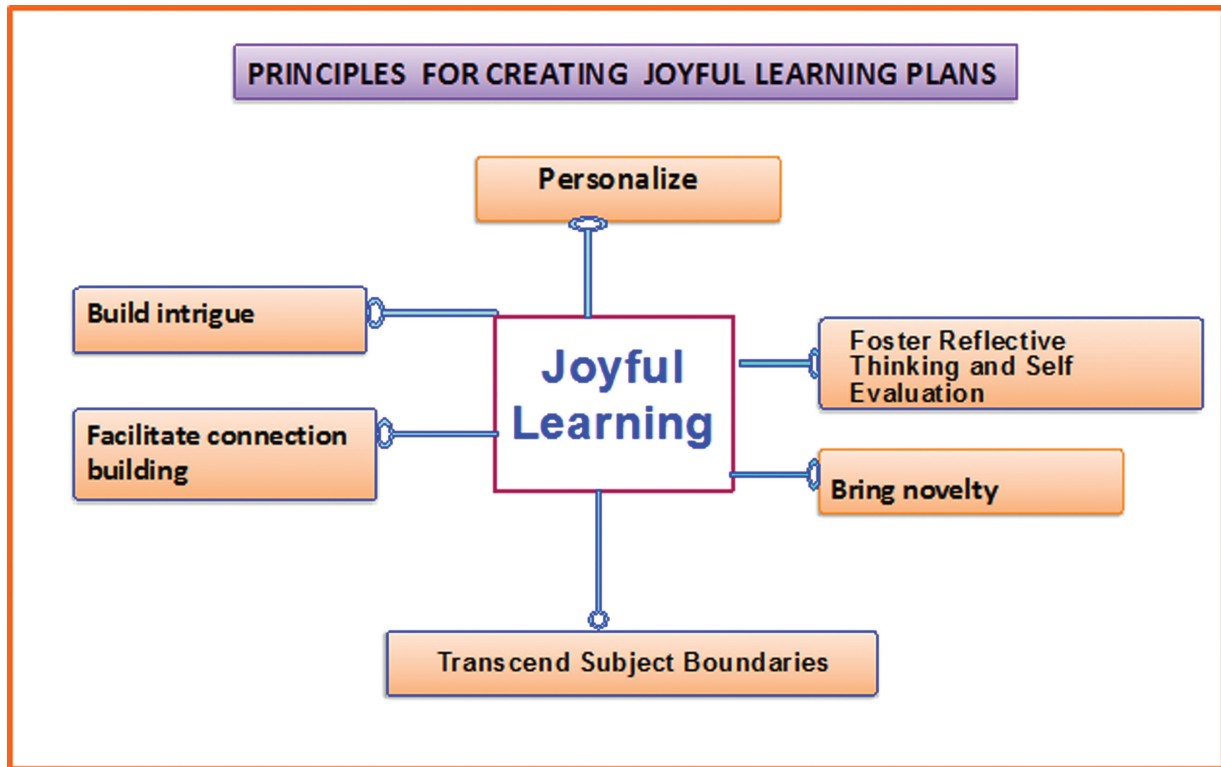 PRINCIPLES FOR CREATING JOYFUL LEARNING PLANS
Personalize
Build intrigue
Joyful
Learning
Foster Reflective
Thinking and Self
Evaluation
Facilitate connection
building
Bring novelty
Transcend Subject Boundaries